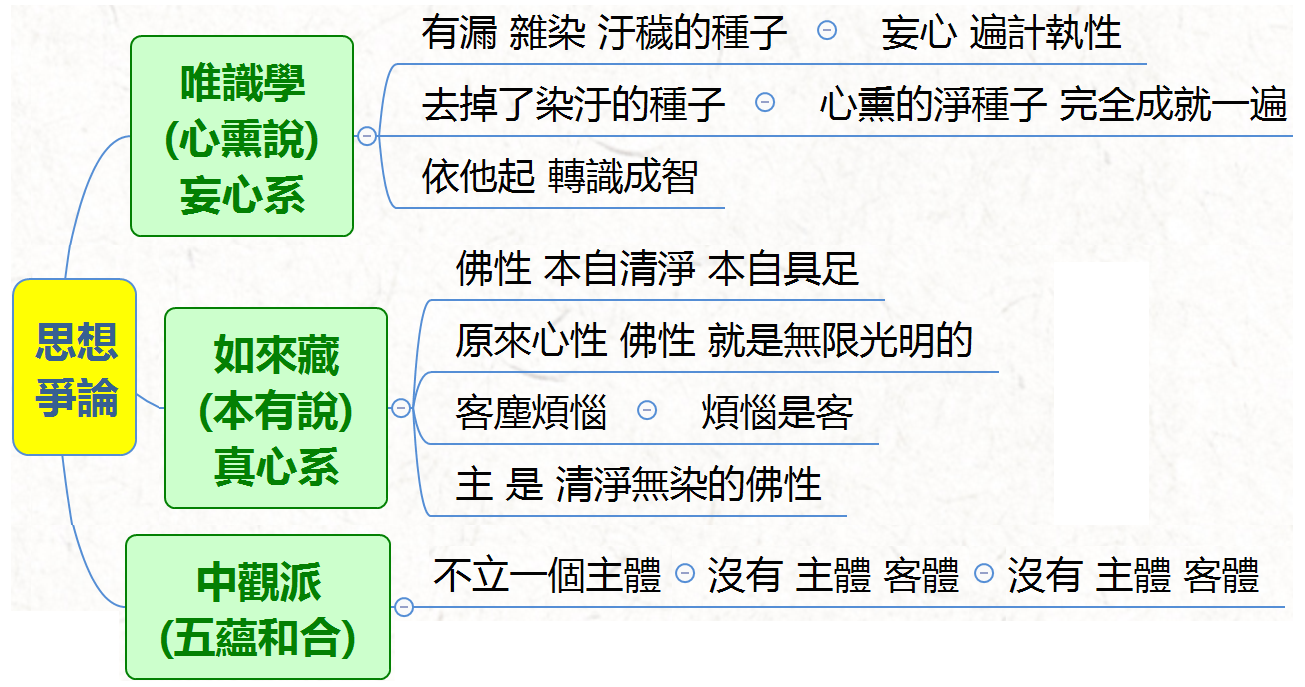 思想
爭論
唯識學
(心熏說)
妄心系
有漏 雜染 汙穢的種子 妄心 遍計執性
去掉了染汙的種子 心熏的淨種子 完全成就一遍
依他起 轉識成智
如來藏
(本有說)
真心系
佛性 本自清淨 本自具足
原來心性 佛性 就是無限光明的
客塵煩惱 煩惱是客
主 是 清淨無染的佛性
中觀派
(五蘊和合)
不立一個主體 沒有 主體 客體 沒有 主體 客體